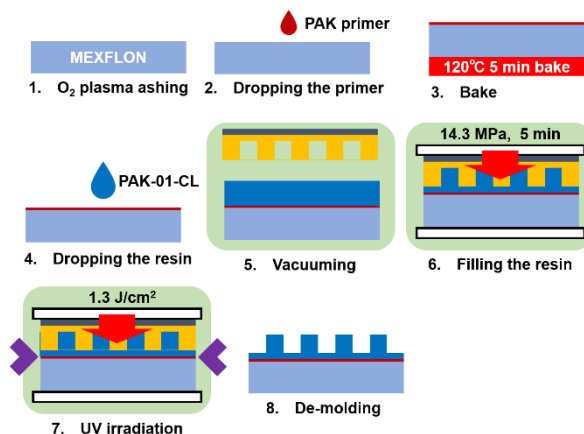 MEXFLON
1. O₂ plasma ashing
PAK primer
2. Dropping the primer
120℃ 5 min bake
3. Bake
PAK-01-CL
4. Dropping the resin
5. Vacuuming
14.3 MPa, 5 min
6. Filling the resin
1.3 J/cm²
7. UV irradiation
8. De-molding